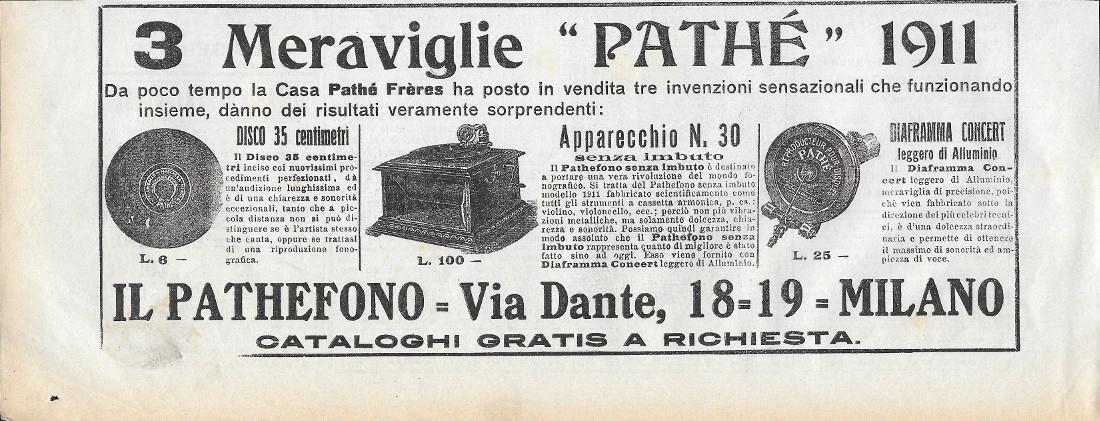 3 Meraviglie "PATHÉ" 1911
Da poco tempo la Casa Pathé Frères ha posto in vendita tre invenzioni sensazionali che funzionando
insieme, dànno dei risultati veramente sorprendenti:
DISCO 35 centimetri
Il Disco 35 centime-
tri inciso coi nuovissimi pro-
cedimenti perfezionati, dà
un'audizione lunghissima ed
è di una chiarezza e sonorità
eccezionali, tanto che a pic-
cola distanza non si può di-
stinguere se è l'artista stesso
che canta, oppure se trattasi
di una riproduzione fono-
grafica.
L. 6 —
L. 100 —
Apparecchio N. 30
senza imbuto
Il Pathefono senza imbuto è destinato
a portare una vera rivoluzione del mondo fo-
nografico. Si tratta del Pathefono senza imbuto
modello 1911 fabbricato scientificamente come
tutti gli strumenti a cassetta armonica, p. es.:
violino, violoncello, ecc.; perciò non più vibra-
zioni metalliche, ma solamento dolcezza, chia-
rezza e sonorità. Possiamo quindi garantire in
modo assoluto che il Pathefono senza
imbuto rappresenta quanto di migliore è stato
fatto sino ad oggi. Esso viene fornito con
Diaframma Concert leggero di Alluminio.
REPRODUCTEUR POUR
PATHÉ
L. 25 —
DIAFRAMMA CONCERT
leggero di Alluminio
Il Diaframma Con-
cert leggero di Alluminio,
meraviglia di precisione, poi-
chè vien fabbricato sotto la
direzione dei più celebri tecni-
ci, è d'una dolcezza straordi-
naria e permette di ottenere
il massimo di sonorità ed am-
piezza di voce.
IL PATHEFONO = Via Dante, 18=19 = MILANO
CATALOGHI GRATIS A RICHIESTA.